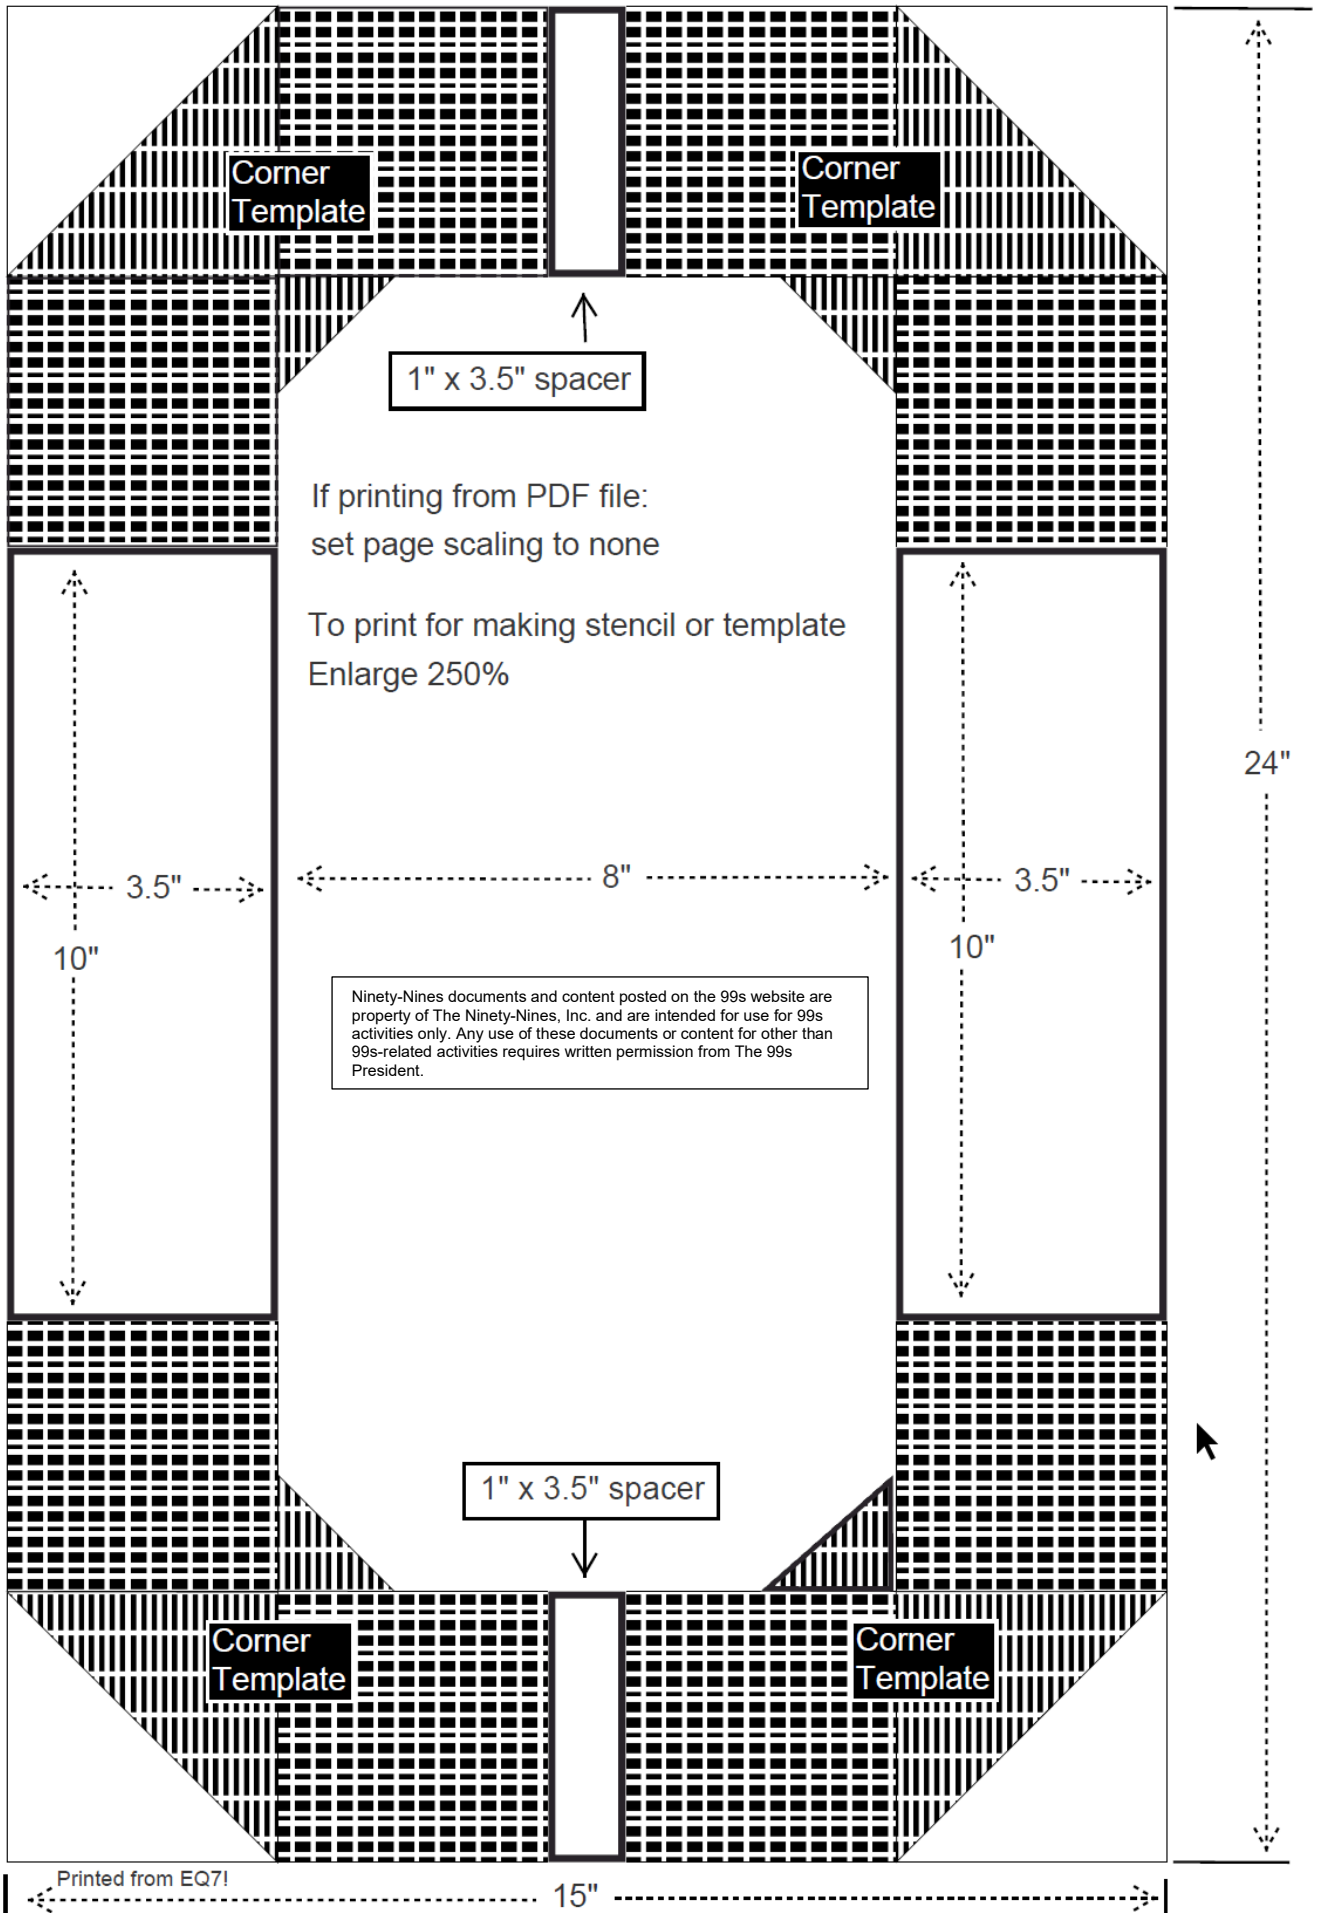 Corner
Template
Corner
Template
1" x 3.5" spacer
If printing from PDF file:
set page scaling to none
To print for making stencil or template
Enlarge 250%
24"
3.5"
8"
3.5"
10"
10"
Ninety-Nines documents and content posted on the 99s website are
property of The Ninety-Nines, Inc. and are intended for use for 99s
activities only. Any use of these documents or content for other than
99s-related activities requires written permission from The 99s
President.
1" x 3.5" spacer
Corner
Template
Corner
Template
Printed from EQ7!
15"